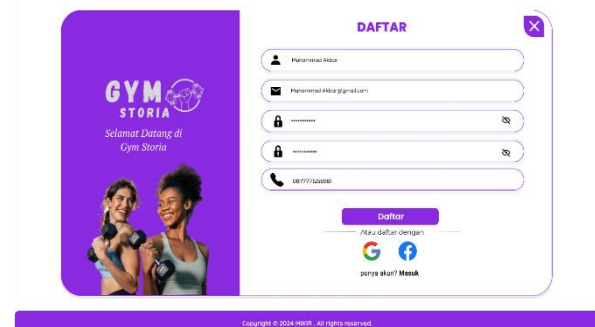 DAFTAR
GYM
STORIA
Selamat Datang di
Gym Storia
Muhammad Akbar
Muhammad Akbar@gmail.com
Daftar
Atau daftar dengan
punya akun? Masuk
Copyright © 2024 MIKIR . All rights reserved.